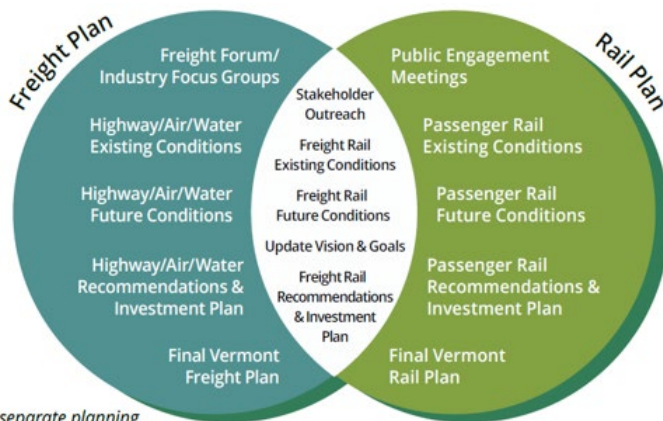 Freight Plan
Freight Forum/
Industry Focus Groups
Highway/Air/Water
Existing Conditions
Highway/Air/Water
Future Conditions
Highway/Air/Water
Recommendations &
Investment Plan
Final Vermont
Freight Plan
Stakeholder
Outreach
Freight Rail
Existing Conditions
Freight Rail
Future Conditions
Update Vision & Goals
Freight Rail
Recommendations
& Investment
Plan
Rail Plan
Public Engagement
Meetings
Passenger Rail
Existing Conditions
Passenger Rail
Future Conditions
Passenger Rail
Recommendations &
Investment Plan
Final Vermont
Rail Plan
separate planning